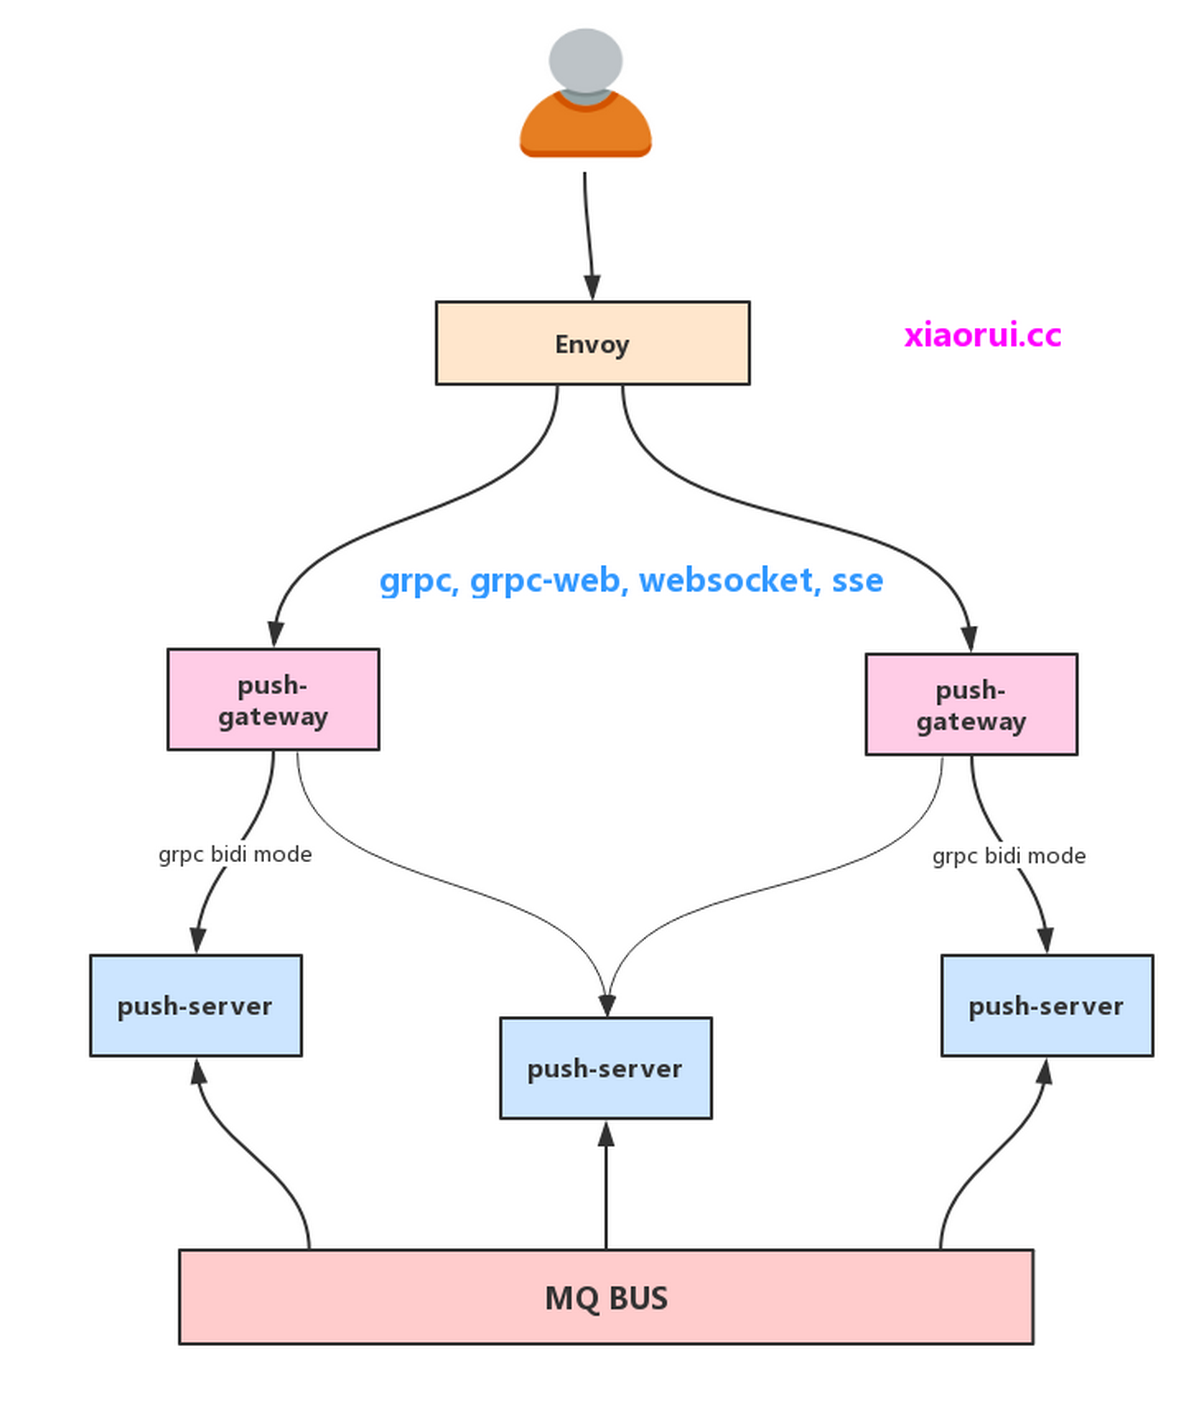 Envoy
xiaorui.cc
grpc, grpc-web, websocket, sse
push-
gateway
push-
gateway
grpc bidi mode
grpc bidi mode
push-server
push-server
push-server
MQ BUS